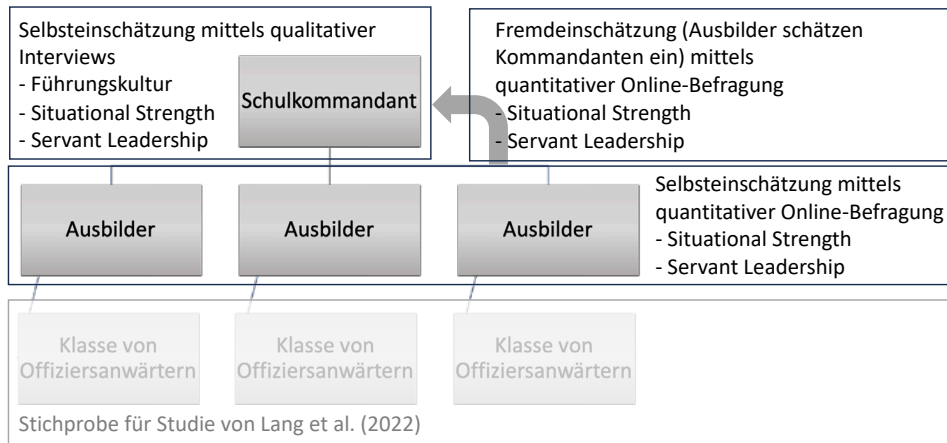 Selbsteinschätzung mittels qualitativer
Interviews
- Führungskultur
- Situational Strength
- Servant Leadership
Schulkommandant
Fremdeinschätzung (Ausbilder schätzen
Kommandanten ein) mittels
quantitativer Online-Befragung
- Situational Strength
- Servant Leadership
Ausbilder
Ausbilder
Ausbilder
Selbsteinschätzung mittels
quantitativer Online-Befragung
- Situational Strength
- Servant Leadership
Klasse von
Offiziersanwärtern
Klasse von
Offiziersanwärtern
Klasse von
Offiziersanwärtern
Stichprobe für Studie von Lang et al. (2022)